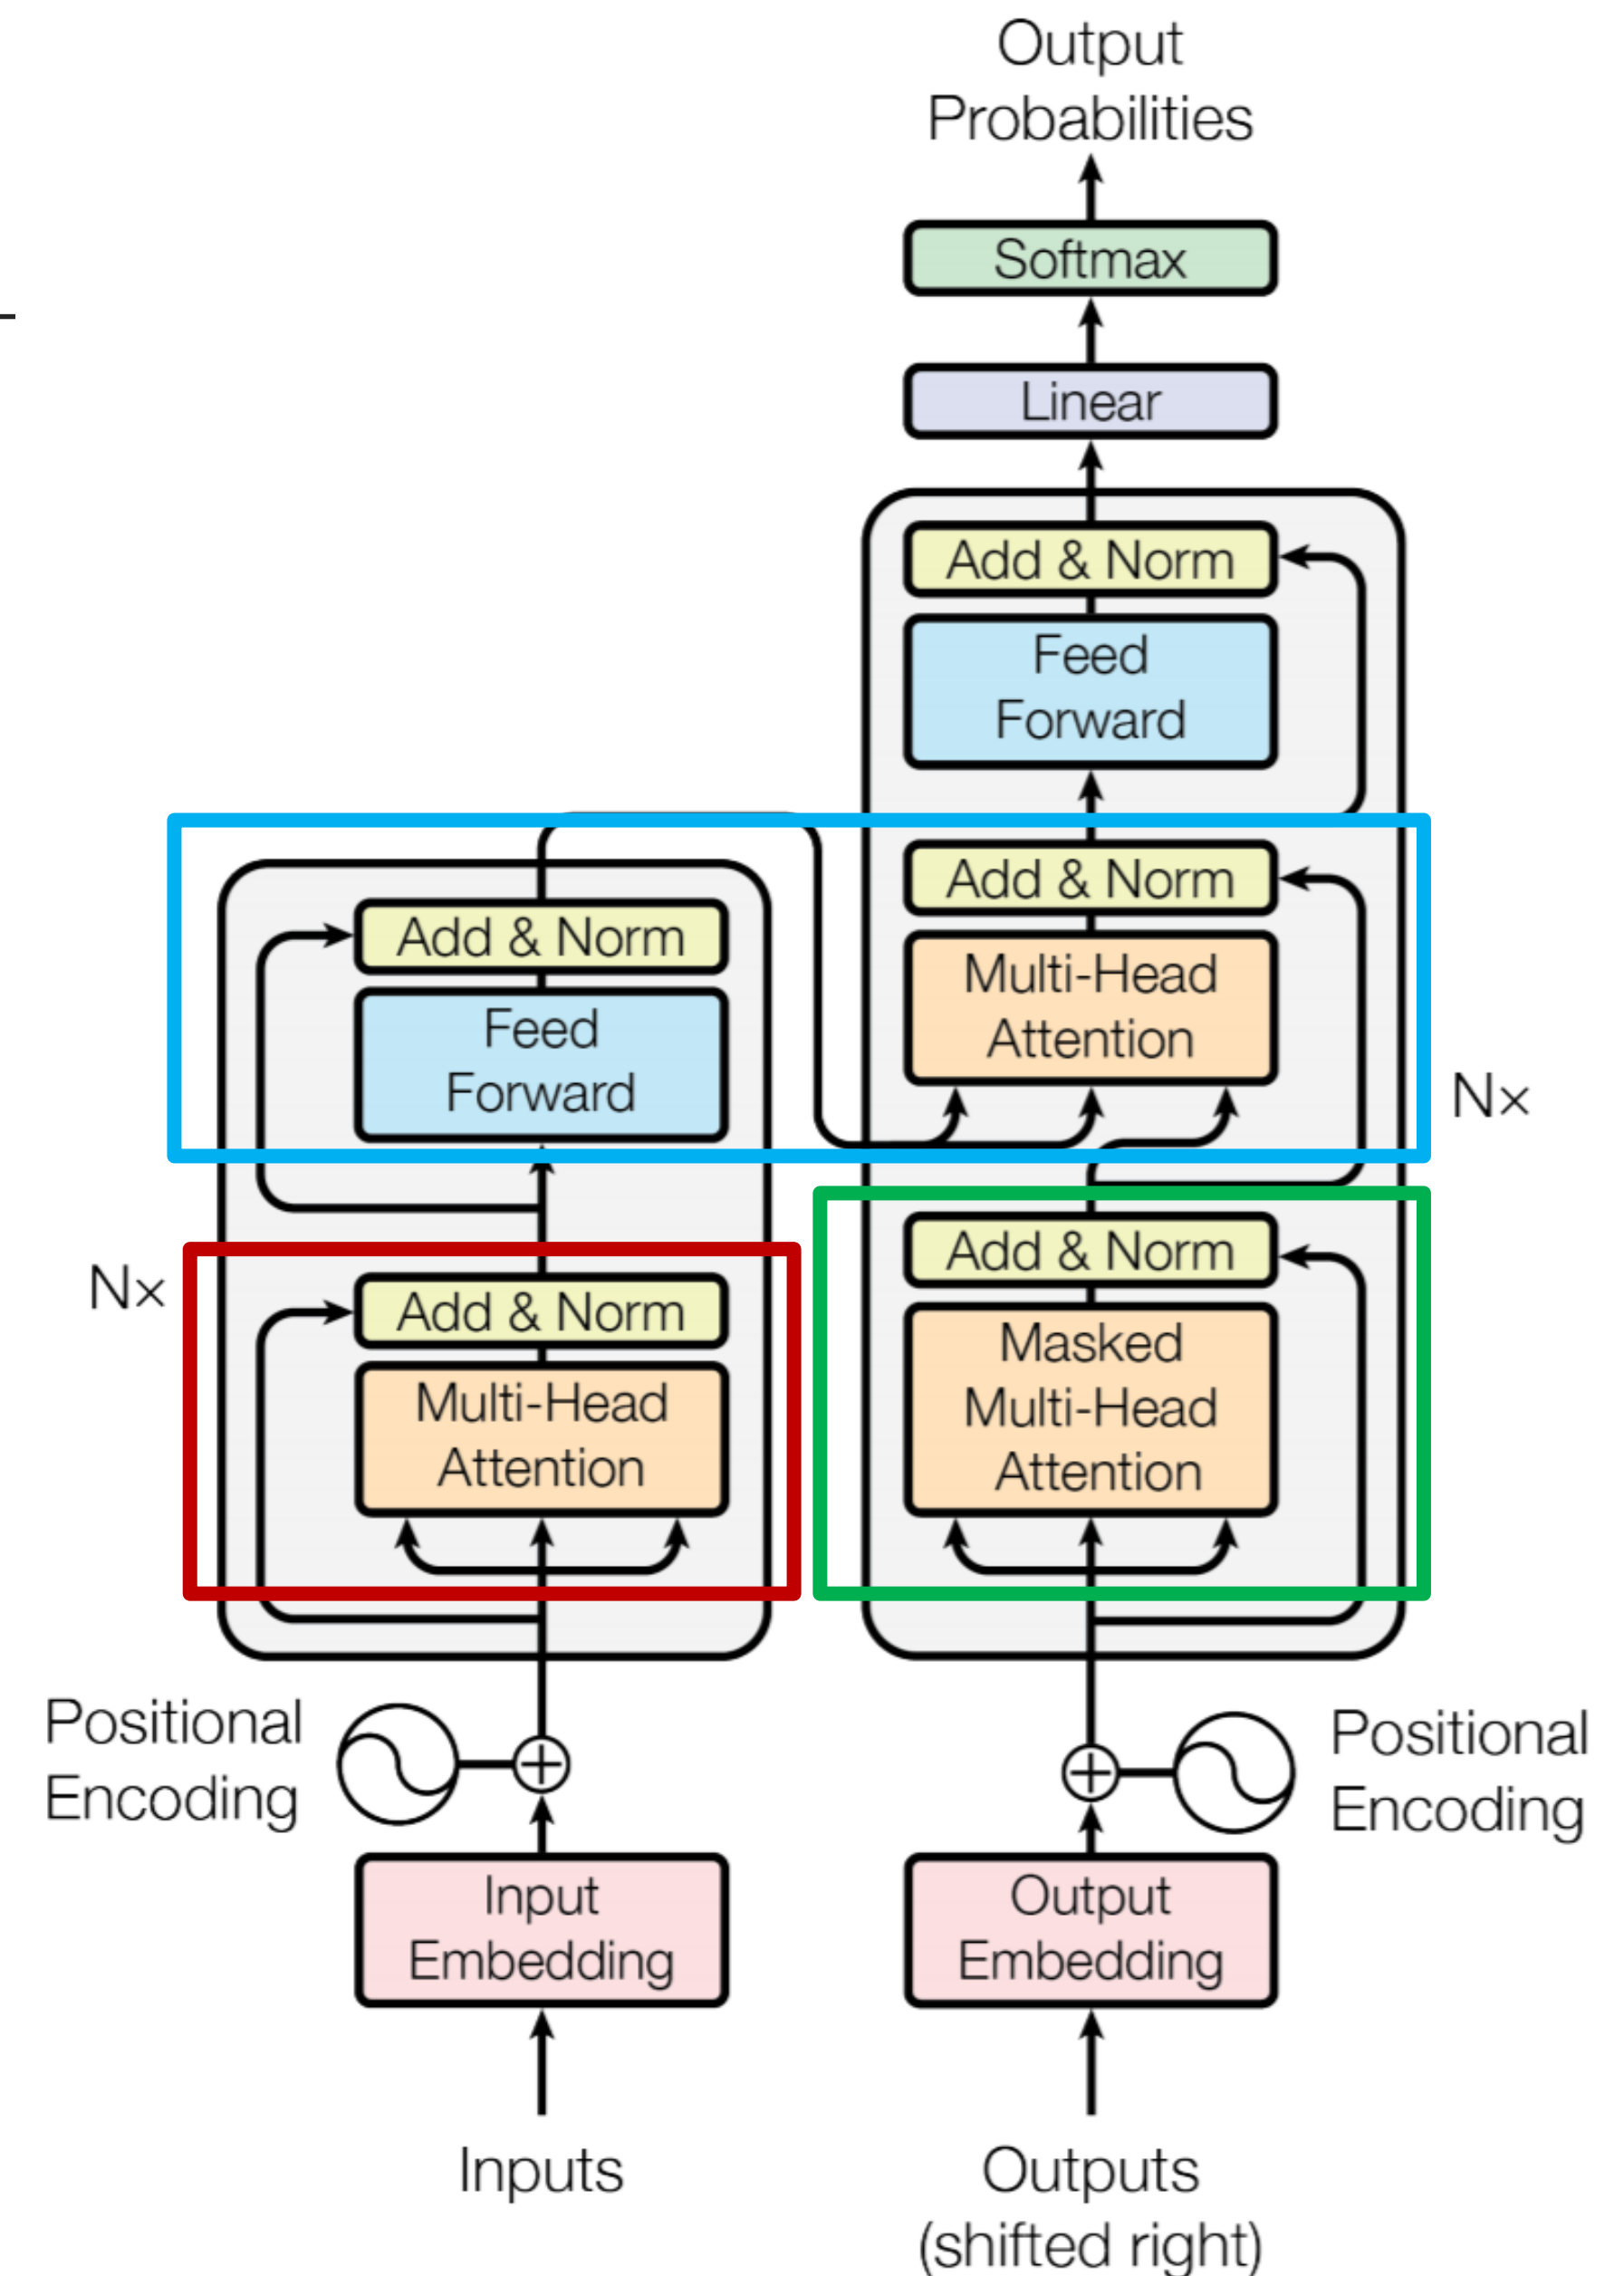 Output
Probabilities
Softmax
Linear
Add & Norm
Feed
Forward
Add & Norm
Multi-Head
Attention
Add & Norm
Feed
Forward
N×
Add & Norm
Masked
Multi-Head
Attention
N×
Add & Norm
Multi-Head
Attention
Positional
Encoding
Positional
Encoding
Input
Embedding
Output
Embedding
Inputs
Outputs
(shifted right)